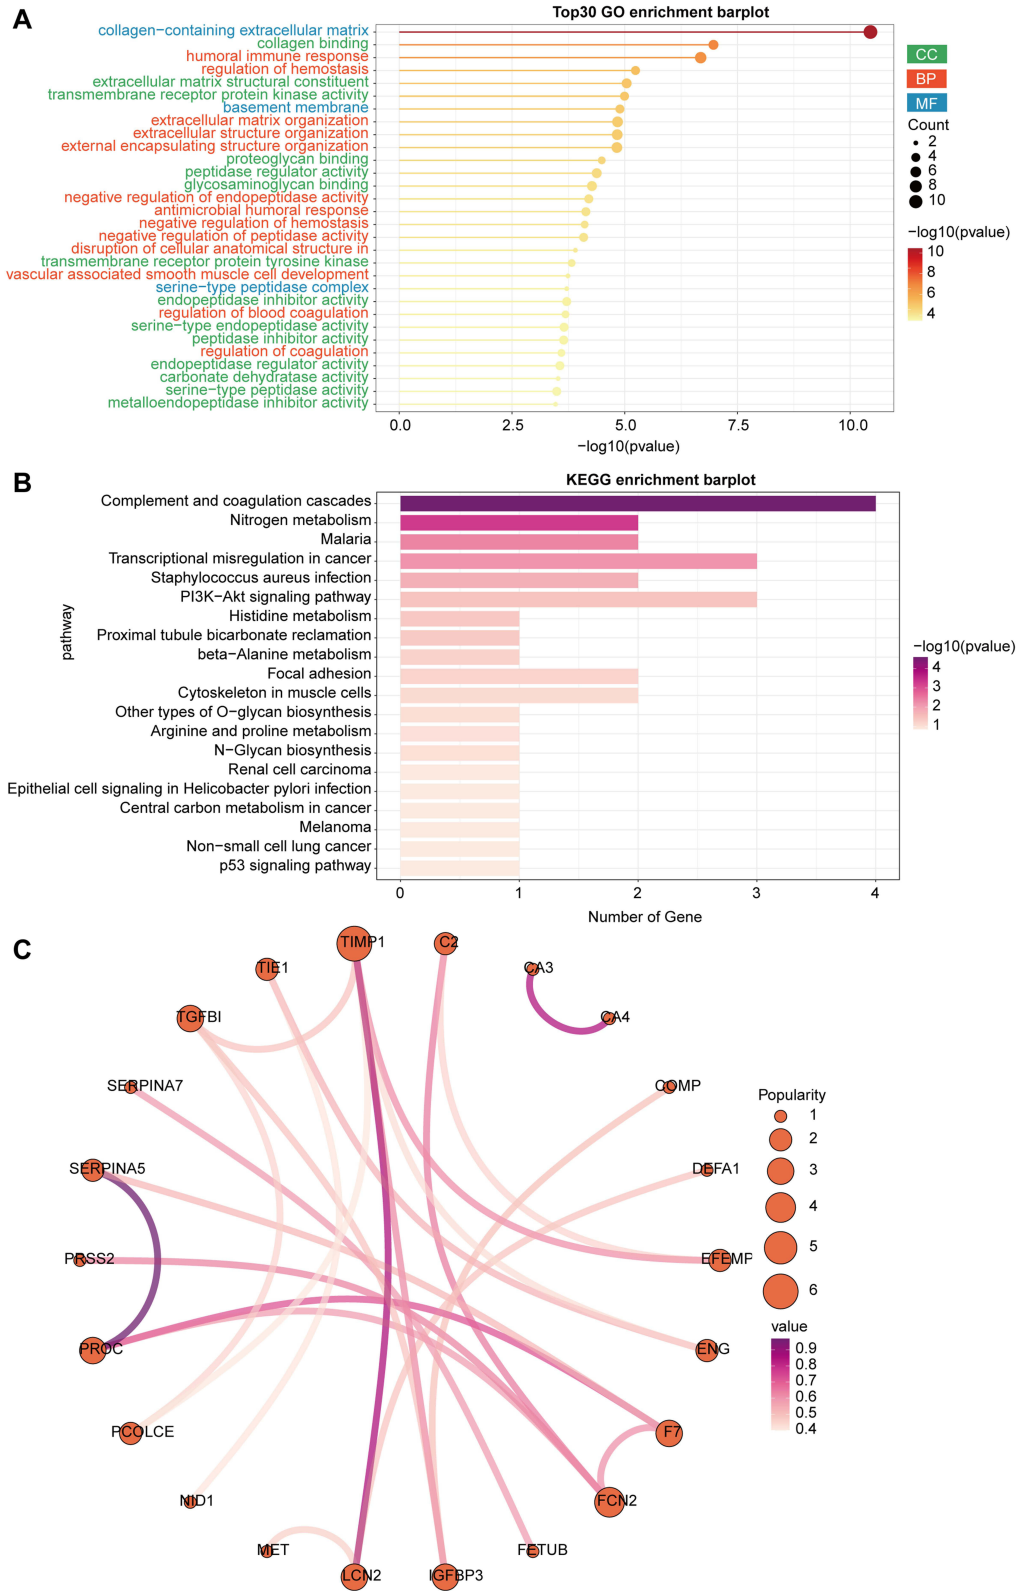 A
Top30 GO enrichment barplot
collagen−containing extracellular matrix
collagen binding
humoral immune response
regulation of hemostasis
extracellular matrix structural constituent
transmembrane receptor protein kinase activity
basement membrane
extracellular matrix organization
extracellular structure organization
external encapsulating structure organization
proteoglycan binding
peptidase regulator activity
glycosaminoglycan binding
negative regulation of endopeptidase activity
antimicrobial humoral response
negative regulation of hemostasis
negative regulation of peptidase activity
disruption of cellular anatomical structure in
transmembrane receptor protein tyrosine kinase
vascular associated smooth muscle cell development
serine−type peptidase complex
endopeptidase inhibitor activity
regulation of blood coagulation
serine−type endopeptidase activity
peptidase inhibitor activity
regulation of coagulation
endopeptidase regulator activity
carbonate dehydratase activity
serine−type peptidase activity
metalloendopeptidase inhibitor activity
0.0 2.5 5.0 7.5 10.0
−log10(pvalue)
CC
BP
MF
Count
2
4
6
8
10
−log10(pvalue)
10
8
6
4
B
KEGG enrichment barplot
pathway
Complement and coagulation cascades
Nitrogen metabolism
Malaria
Transcriptional misregulation in cancer
Staphylococcus aureus infection
PI3K−Akt signaling pathway
Histidine metabolism
Proximal tubule bicarbonate reclamation
beta−Alanine metabolism
Focal adhesion
Cytoskeleton in muscle cells
Other types of O−glycan biosynthesis
Arginine and proline metabolism
N−Glycan biosynthesis
Renal cell carcinoma
Epithelial cell signaling in Helicobacter pylori infection
Central carbon metabolism in cancer
Melanoma
Non−small cell lung cancer
p53 signaling pathway
0 1 2 3 4
Number of Gene
−log10(pvalue)
4
3
2
1
C
TIMP1
C2
TIE1
CA3
TGFBI
CA4
SERPINA7
COMP
SERPINA5
DEFA1
PRSS2
EFEMP
PROC
ENG
PCOLCE
F7
NID1
FCN2
MET
FETUB
LCN2
IGFBP3
Popularity
1
2
3
4
5
6
value
0.9
0.8
0.7
0.6
0.5
0.4